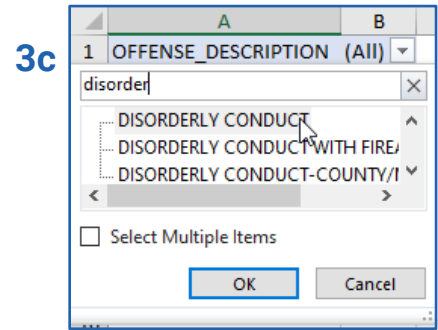 3c
A B
1 OFFENSE_DESCRIPTION (All)
disorder
DISORDERLY CONDUCT
DISORDERLY CONDUCT WITH FIREA
DISORDERLY CONDUCT-COUNTY/
Select Multiple Items
OK Cancel